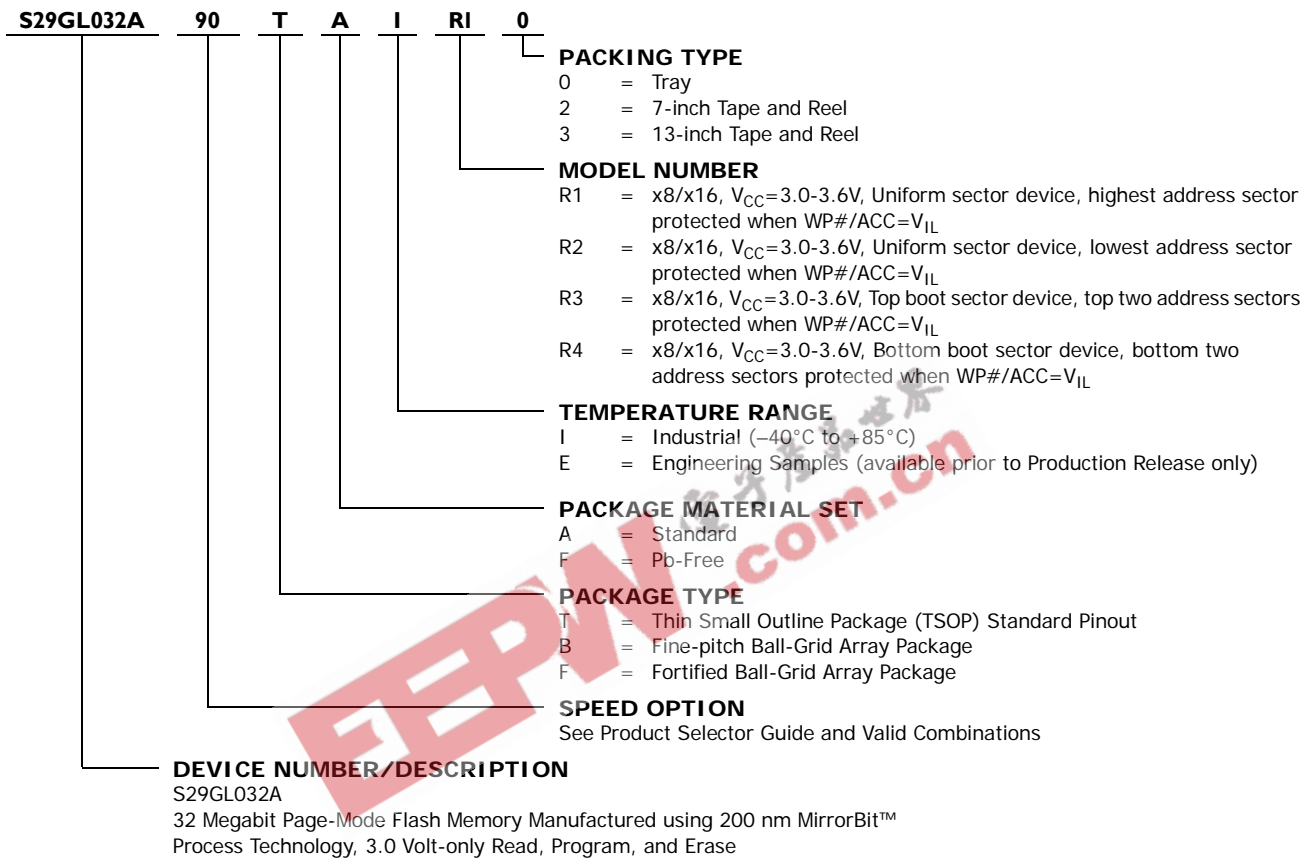 S29GL032A 90 T A I R1 0
PACKING TYPE
0 = Tray
2 = 7-inch Tape and Reel
3 = 13-inch Tape and Reel
MODEL NUMBER
R1 = x8/x16, VCC=3.0-3.6V, Uniform sector device, highest address sector
protected when WP#/ACC=VIL
R2 = x8/x16, VCC=3.0-3.6V, Uniform sector device, lowest address sector
protected when WP#/ACC=VIL
R3 = x8/x16, VCC=3.0-3.6V, Top boot sector device, top two address sectors
protected when WP#/ACC=VIL
R4 = x8/x16, VCC=3.0-3.6V, Bottom boot sector device, bottom two
address sectors protected when WP#/ACC=VIL
TEMPERATURE RANGE
I = Industrial (–40°C to +85°C)
E = Engineering Samples (available prior to Production Release only)
PACKAGE MATERIAL SET
A = Standard
F = Pb-Free
PACKAGE TYPE
T = Thin Small Outline Package (TSOP) Standard Pinout
B = Fine-pitch Ball-Grid Array Package
F = Fortified Ball-Grid Array Package
SPEED OPTION
See Product Selector Guide and Valid Combinations
DEVICE NUMBER/DESCRIPTION
S29GL032A
32 Megabit Page-Mode Flash Memory Manufactured using 200 nm MirrorBit™
Process Technology, 3.0 Volt-only Read, Program, and Erase
EEPW.com.cn
电子产品世界